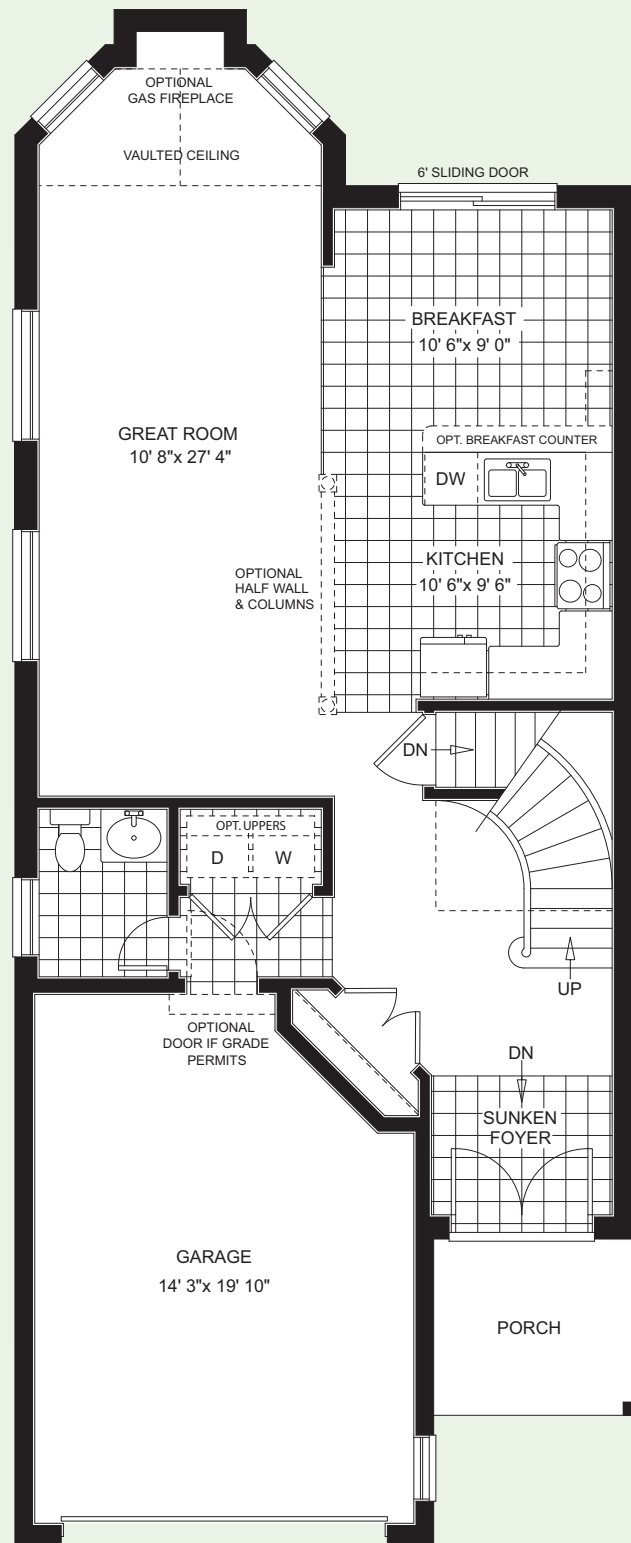 OPTIONAL
GAS FIREPLACE
VAULTED CEILING
6' SLIDING DOOR
BREAKFAST
10' 6"x 9' 0"
GREAT ROOM
10' 8"x 27' 4"
OPT. BREAKFAST COUNTER
DW
KITCHEN
10' 6"x 9' 6"
OPTIONAL
HALF WALL
& COLUMNS
DN
OPT. UPPERS
D
W
UP
OPTIONAL
DOOR IF GRADE
PERMITS
DN
SUNKEN
FOYER
GARAGE
14' 3"x 19' 10"
PORCH